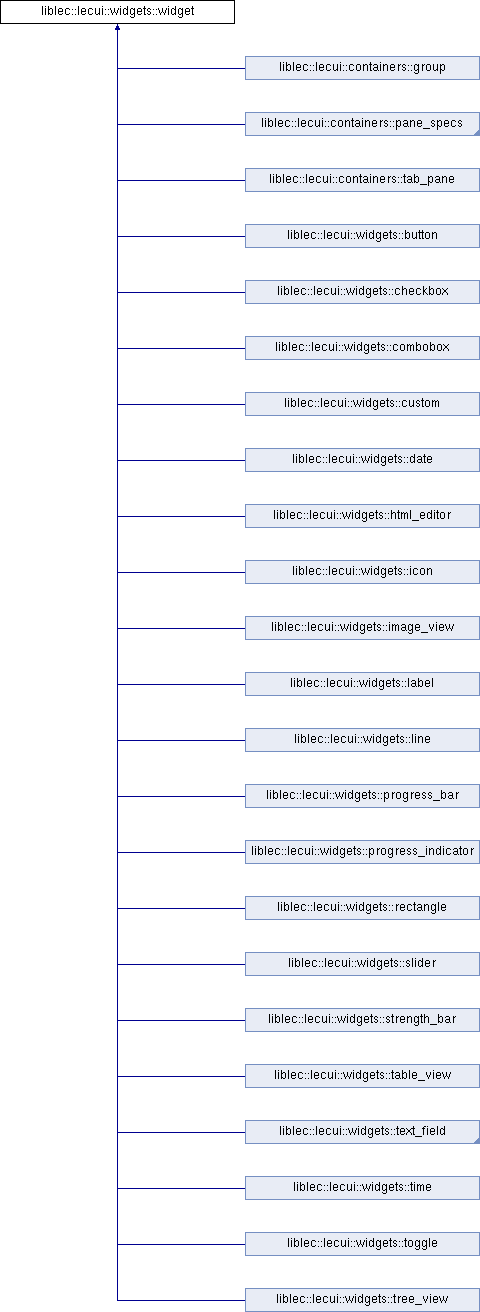 liblec::lecui::widgets::widget
liblec::lecui::containers::group
liblec::lecui::containers::pane_specs
liblec::lecui::containers::tab_pane
liblec::lecui::widgets::button
liblec::lecui::widgets::checkbox
liblec::lecui::widgets::combobox
liblec::lecui::widgets::custom
liblec::lecui::widgets::date
liblec::lecui::widgets::html_editor
liblec::lecui::widgets::icon
liblec::lecui::widgets::image_view
liblec::lecui::widgets::label
liblec::lecui::widgets::line
liblec::lecui::widgets::progress_bar
liblec::lecui::widgets::progress_indicator
liblec::lecui::widgets::rectangle
liblec::lecui::widgets::slider
liblec::lecui::widgets::strength_bar
liblec::lecui::widgets::table_view
liblec::lecui::widgets::text_field
liblec::lecui::widgets::time
liblec::lecui::widgets::toggle
liblec::lecui::widgets::tree_view